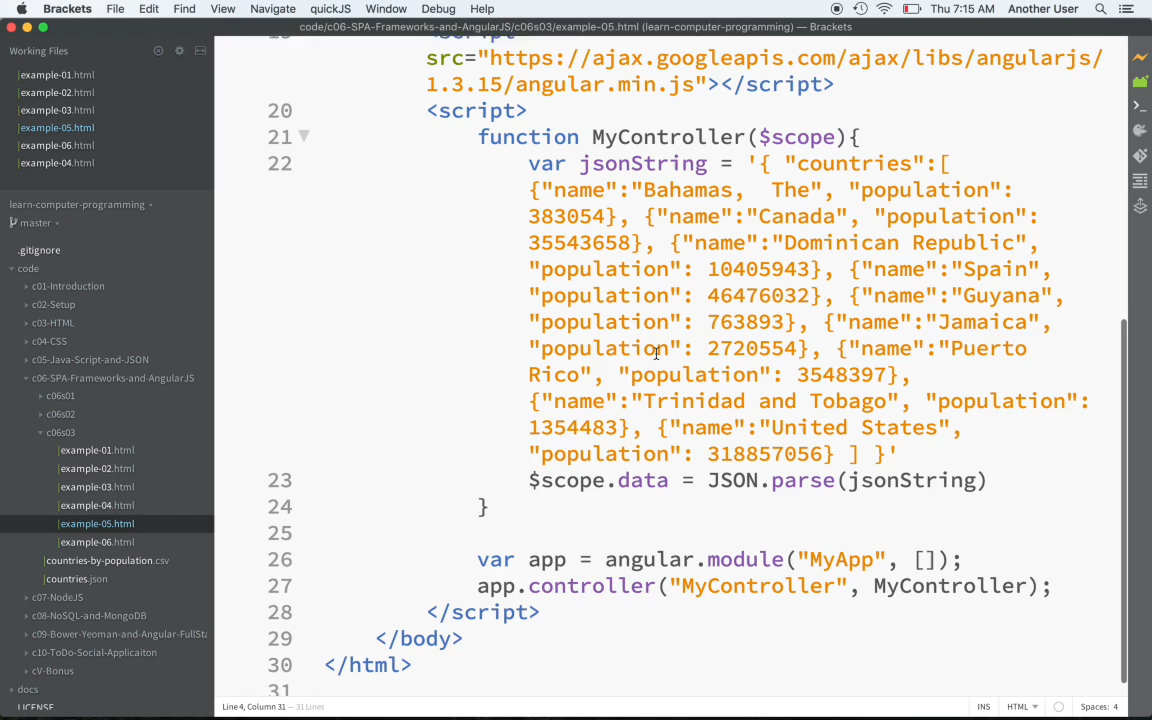 Brackets File Edit Find View Navigate quickJS Window Debug Help Thu 7:15 AM Another User
code/c06-SPA-Frameworks-and-AngularJS/c06s03/example-05.html (learn-computer-programming) — Brackets
Working Files
example-01.html
example-02.html
example-03.html
example-05.html
example-06.html
example-04.html
learn-computer-programming
master
.gitignore
code
c01-Introduction
c02-Setup
c03-HTML
c04-CSS
c05-Java-Script-and-JSON
c06-SPA-Frameworks-and-AngularJS
c06s01
c06s02
c06s03
example-01.html
example-02.html
example-03.html
example-04.html
example-05.html
example-06.html
countries-by-population.csv
countries.json
c07-NodeJS
c08-NoSQL-and-MongoDB
c09-Bower-Yeoman-and-Angular-FullSta
c10-ToDo-Social-Applicaiton
cV-Bonus
docs
LICENSE
19 <script
src="https://ajax.googleapis.com/ajax/libs/angularjs/
1.3.15/angular.min.js"></script>
20 <script>
21 function MyController($scope){
22 var jsonString = '{ "countries":[
{"name":"Bahamas,  The", "population":
383054}, {"name":"Canada", "population":
35543658}, {"name":"Dominican Republic",
"population": 10405943}, {"name":"Spain",
"population": 46476032}, {"name":"Guyana",
"population": 763893}, {"name":"Jamaica",
"population": 2720554}, {"name":"Puerto
Rico", "population": 3548397},
{"name":"Trinidad and Tobago", "population":
1354483}, {"name":"United States",
"population": 318857056} ] }'
23 $scope.data = JSON.parse(jsonString)
24 }
25
26 var app = angular.module("MyApp", []);
27 app.controller("MyController", MyController);
28 </script>
29 </body>
30 </html>
31
Line 4, Column 31 — 31 Lines INS HTML Spaces: 4